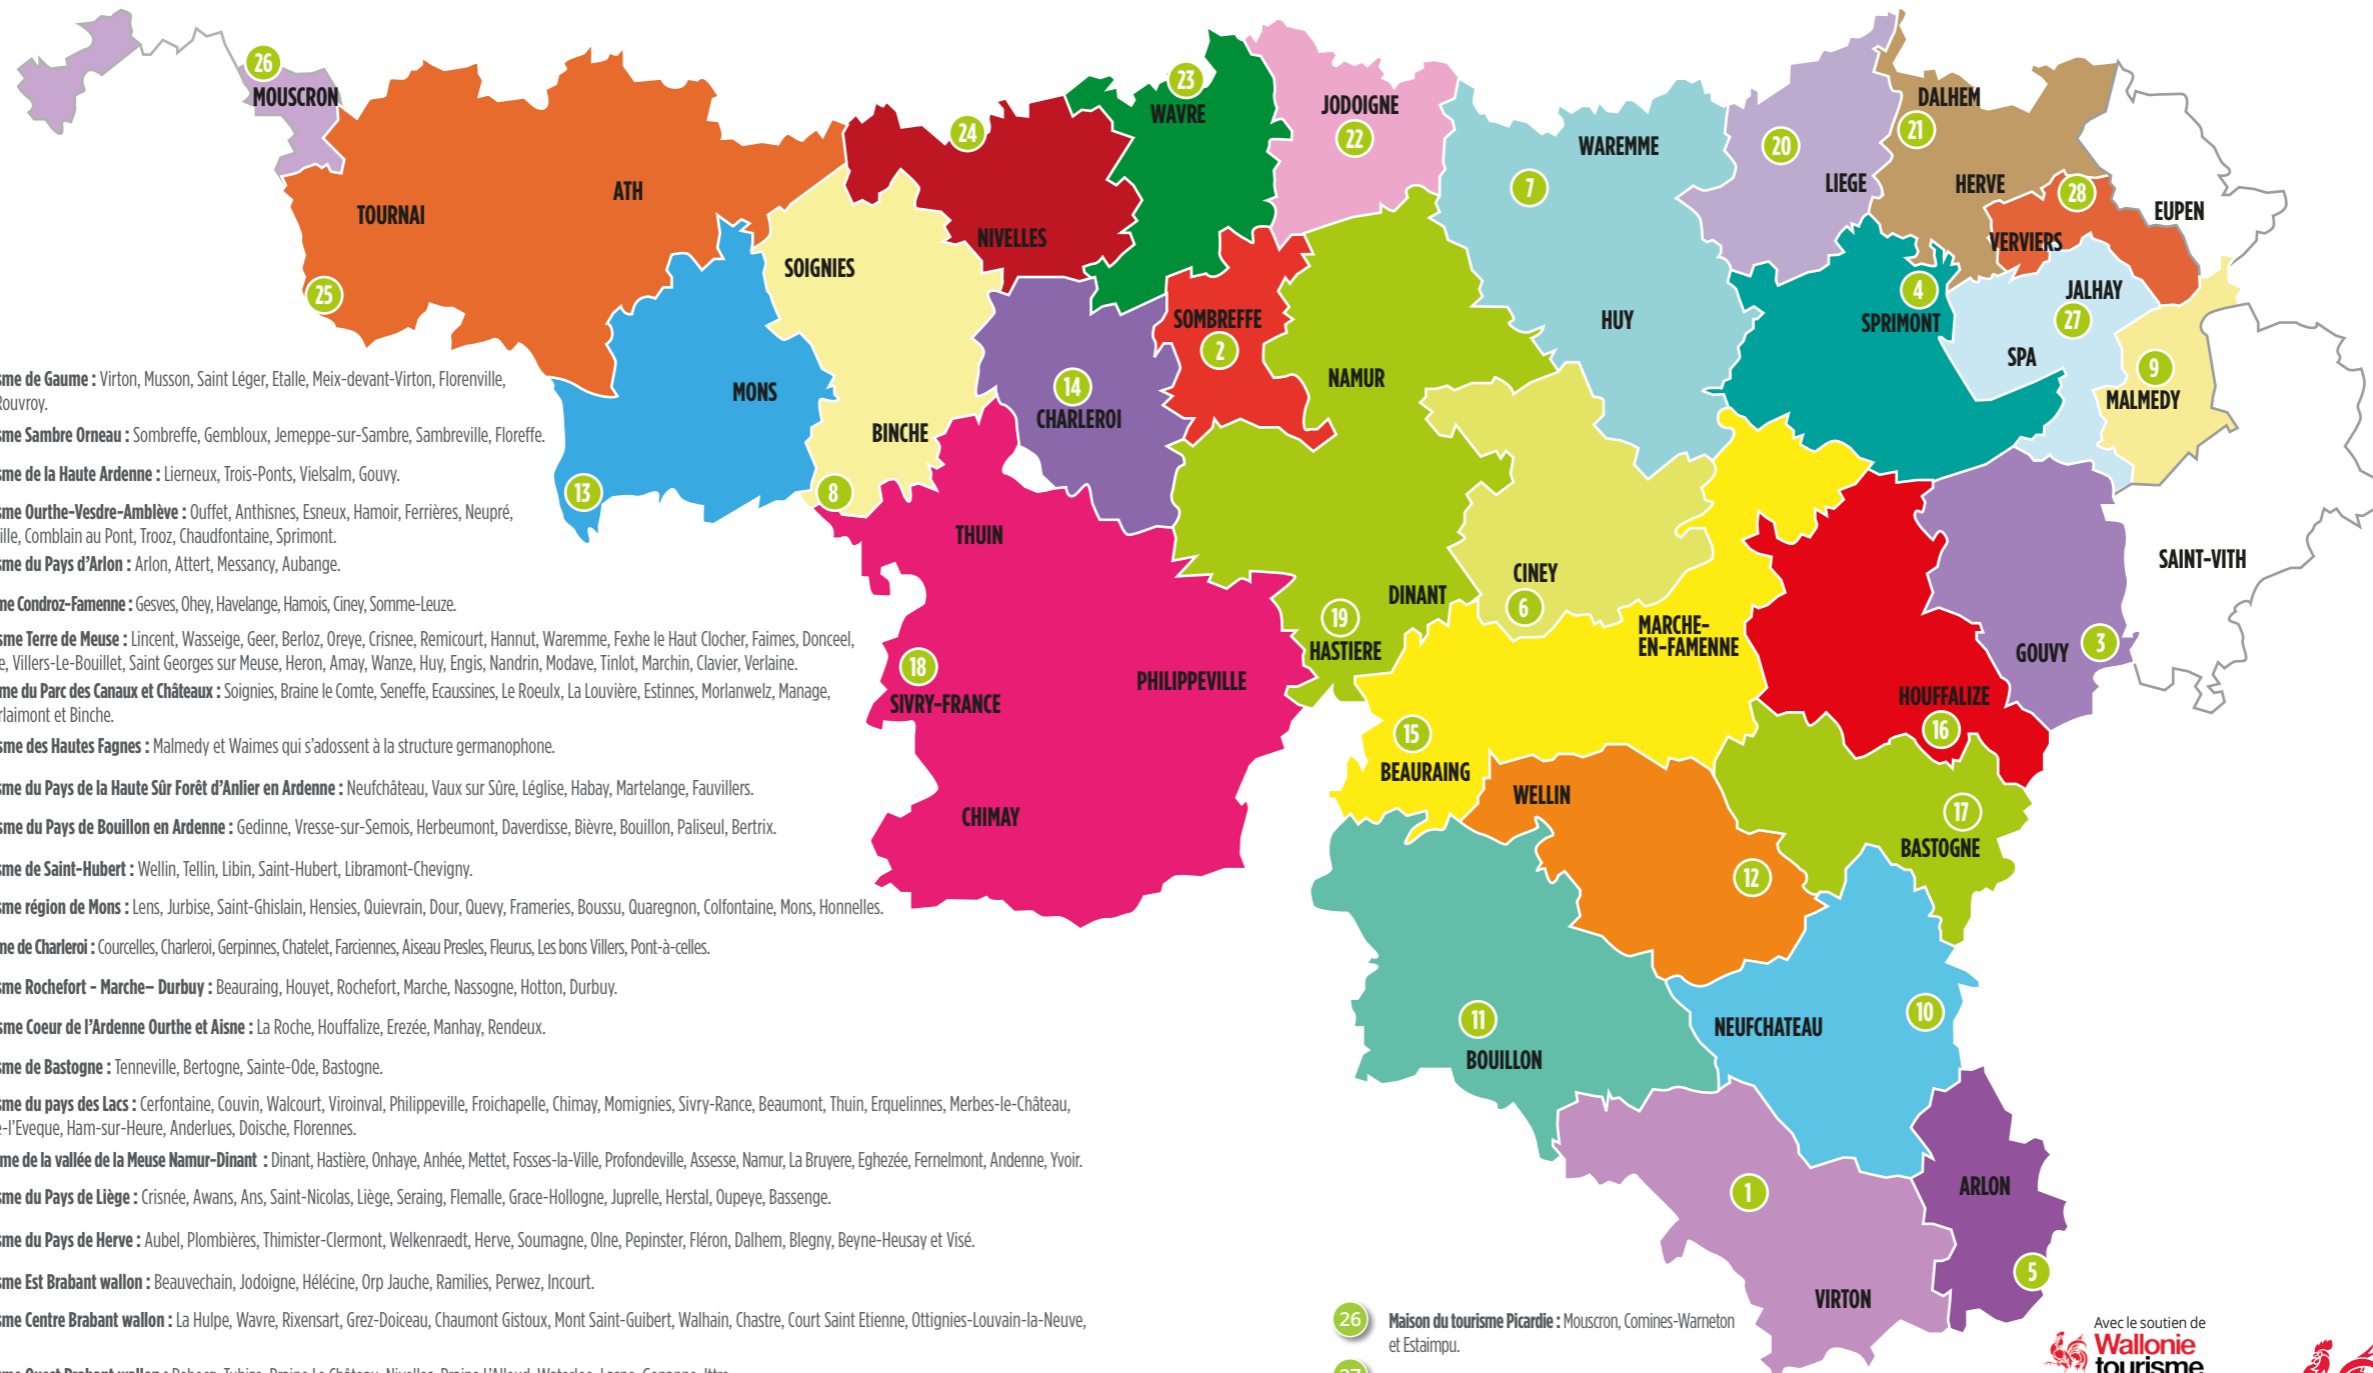 26
MOUSCRON
TOURNAI
ATH
25
24
NIVELLES
23
WAVRE
JODOIGNE
22
WAREMME
7
HUY
20
LIEGE
DALHEM
21
HERVE
28
VERVIERS
EUPEN
SOIGNIES
BINCHE
8
MONS
13
14
CHARLEROI
SOMBREFFE
2
NAMUR
4
SPRIMONT
JALHAY
27
SPA
9
MALMEDY
SAINT-VITH
THUIN
18
SIVRY-FRANCE
PHILIPPEVILLE
CHIMAY
DINANT
19
HASTIERE
CINEY
6
MARCHE-
EN-FAMENNE
15
BEAURAING
GOUVY
3
HOUFFALIZE
16
17
BASTOGNE
WELLIN
12
11
BOUILLON
NEUFCHATEAU
10
1
VIRTON
ARLON
5
sme de Gaume : Virton, Musson, Saint Léger, Etalle, Meix-devant-Virton, Florenville,
Rouvroy.
sme Sambre Orneau : Sombreffe, Gembloux, Jemeppe-sur-Sambre, Sambreville, Floreffe.
sme de la Haute Ardenne : Lierneux, Trois-Ponts, Vielsalm, Gouvy.
sme Ourthe-Vesdre-Amblève : Ouffet, Anthisnes, Esneux, Hamoir, Ferrières, Neupré,
ille, Comblain au Pont, Trooz, Chaudfontaine, Sprimont.
sme du Pays d'Arlon : Arlon, Attert, Messancy, Aubange.
me Condroz-Famenne : Gesves, Ohey, Havelange, Hamois, Ciney, Somme-Leuze.
sme Terre de Meuse : Lincent, Wasseige, Geer, Berloz, Oreye, Crisnee, Remicourt, Hannut, Waremme, Fexhe le Haut Clocher, Faimes, Donceel,
e, Villers-Le-Bouillet, Saint Georges sur Meuse, Heron, Amay, Wanze, Huy, Engis, Nandrin, Modave, Tinlot, Marchin, Clavier, Verlaine.
me du Parc des Canaux et Châteaux : Soignies, Braine le Comte, Seneffe, Ecaussines, Le Roeulx, La Louvière, Estinnes, Morlanwelz, Manage,
rlaimont et Binche.
sme des Hautes Fagnes : Malmedy et Waimes qui s'adossent à la structure germanophone.
sme du Pays de la Haute Sûr Forêt d'Anlier en Ardenne : Neufchâteau, Vaux sur Sûre, Léglise, Habay, Martelange, Fauvillers.
sme du Pays de Bouillon en Ardenne : Gedinne, Vresse-sur-Semois, Herbeumont, Daverdisse, Bièvre, Bouillon, Paliseul, Bertrix.
sme de Saint-Hubert : Wellin, Tellin, Libin, Saint-Hubert, Libramont-Chevigny.
sme région de Mons : Lens, Jurbise, Saint-Ghislain, Hensies, Quievrain, Dour, Quevy, Frameries, Boussu, Quaregnon, Colfontaine, Mons, Honnelles.
me de Charleroi : Courcelles, Charleroi, Gerpinnes, Chatelet, Farciennes, Aiseau Presles, Fleurus, Les bons Villers, Pont-à-celles.
sme Rochefort - Marche– Durbuy : Beauraing, Houyet, Rochefort, Marche, Nassogne, Hotton, Durbuy.
sme Coeur de l'Ardenne Ourthe et Aisne : La Roche, Houffalize, Erezée, Manhay, Rendeux.
sme de Bastogne : Tenneville, Bertogne, Sainte-Ode, Bastogne.
sme du pays des Lacs : Cerfontaine, Couvin, Walcourt, Viroinval, Philippeville, Froichapelle, Chimay, Momignies, Sivry-Rance, Beaumont, Thuin, Erquelinnes, Merbes-le-Château,
e-l'Eveque, Ham-sur-Heure, Anderlues, Doische, Florennes.
me de la vallée de la Meuse Namur-Dinant : Dinant, Hastière, Onhaye, Anhée, Mettet, Fosses-la-Ville, Profondeville, Assesse, Namur, La Bruyere, Eghezée, Fernelmont, Andenne, Yvoir.
sme du Pays de Liège : Crisnée, Awans, Ans, Saint-Nicolas, Liège, Seraing, Flemalle, Grace-Hollogne, Juprelle, Herstal, Oupeye, Bassenge.
sme du Pays de Herve : Aubel, Plombières, Thimister-Clermont, Welkenraedt, Herve, Soumagne, Olne, Pepinster, Fléron, Dalhem, Blegny, Beyne-Heusay et Visé.
sme Est Brabant wallon : Beauvechain, Jodoigne, Hélécine, Orp Jauche, Ramilies, Perwez, Incourt.
sme Centre Brabant wallon : La Hulpe, Wavre, Rixensart, Grez-Doiceau, Chaumont Gistoux, Mont Saint-Guibert, Walhain, Chastre, Court Saint Etienne, Ottignies-Louvain-la-Neuve,
sme Ouest Brabant wallon : Rebecq, Tubize, Braine Le Château, Nivelles, Braine L'Alleud, Waterloo, Lasne, Genappe, Ittre
26 Maison du tourisme Picardie : Mouscron, Comines-Warneton
et Estaimpu.
27
Avec le soutien de
Wallonie
tourisme